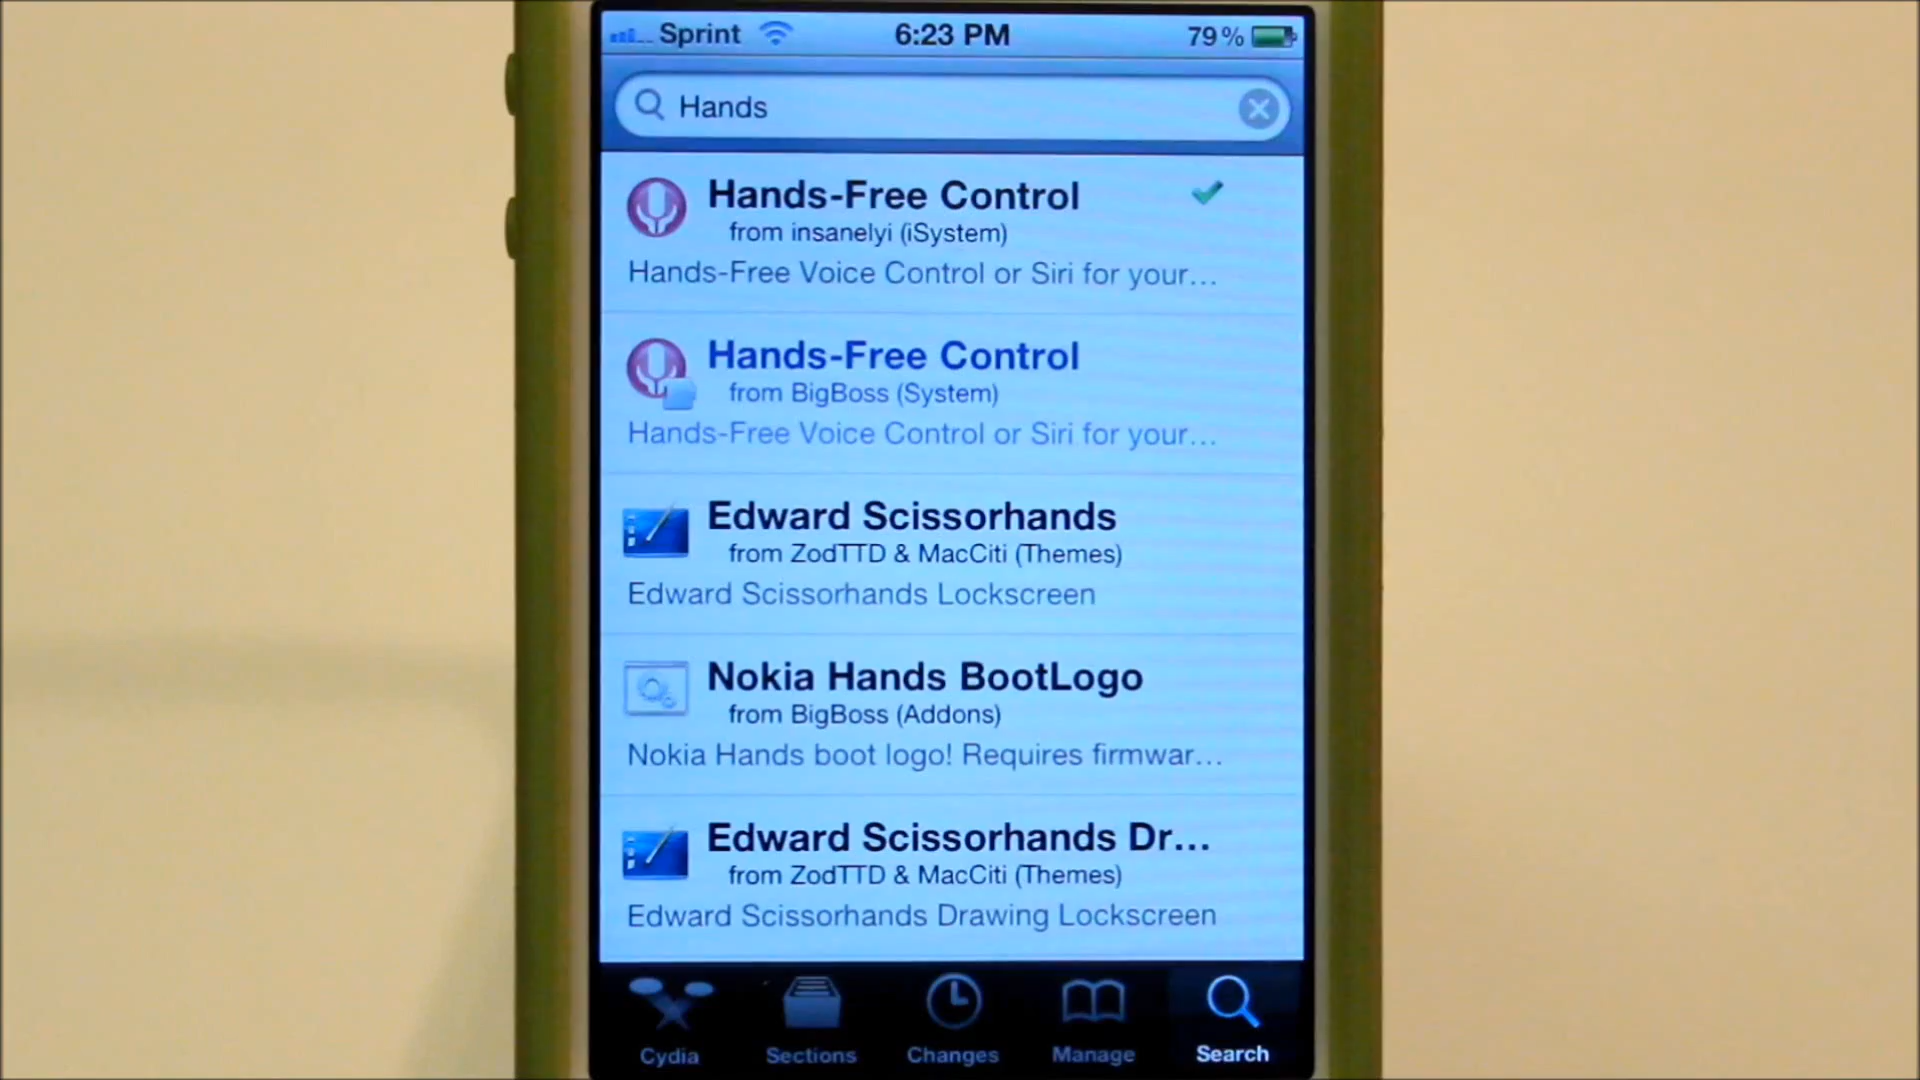 Sprint 6:23 PM 79%
Hands
Hands-Free Control
from insanelyi (iSystem)
Hands-Free Voice Control or Siri for your...
Hands-Free Control
from BigBoss (System)
Hands-Free Voice Control or Siri for your...
Edward Scissorhands
from ZodTTD & MacCiti (Themes)
Edward Scissorhands Lockscreen
Nokia Hands BootLogo
from BigBoss (Addons)
Nokia Hands boot logo! Requires firmwar...
Edward Scissorhands Dr...
from ZodTTD & MacCiti (Themes)
Edward Scissorhands Drawing Lockscreen
Cydia Sections Changes Manage Search